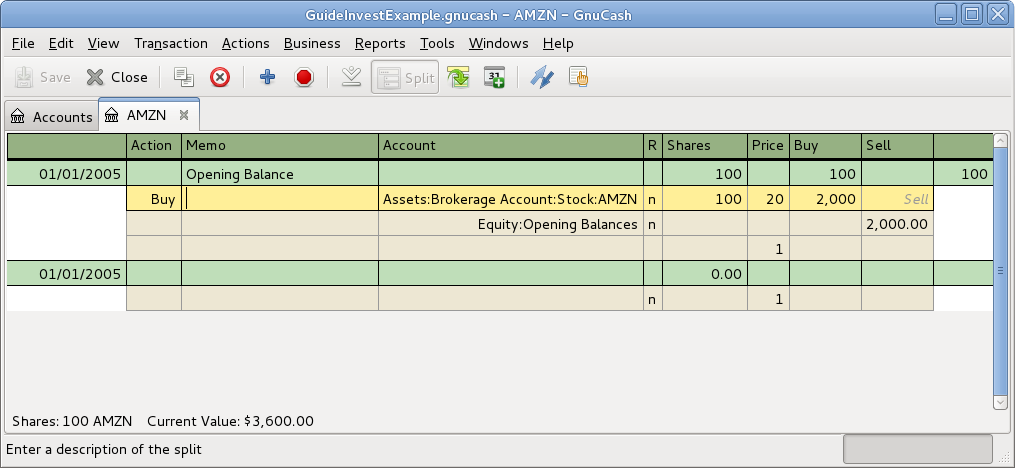 GuideInvestExample.gnucash - AMZN - GnuCash
File Edit View Transaction Actions Business Reports Tools Windows Help
Save Close Split
Accounts AMZN
Action Memo Account R Shares Price Buy Sell
01/01/2005 Opening Balance 100 100 100
Buy Assets:Brokerage Account:Stock:AMZN n 100 20 2,000 Sell
Equity:Opening Balances n 2,000.00
1
01/01/2005 0.00
n 1
Shares: 100 AMZN Current Value: $3,600.00
Enter a description of the split